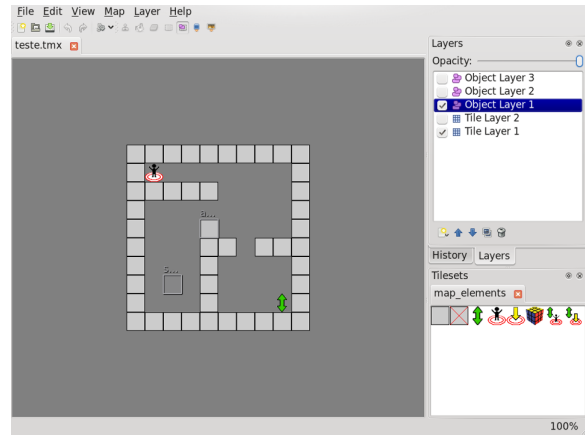 File Edit View Map Layer Help
teste.tmx
Layers
Opacity:
Object Layer 3
Object Layer 2
Object Layer 1
Tile Layer 2
Tile Layer 1
a...
s...
History Layers
Tilesets
map_elements
100%